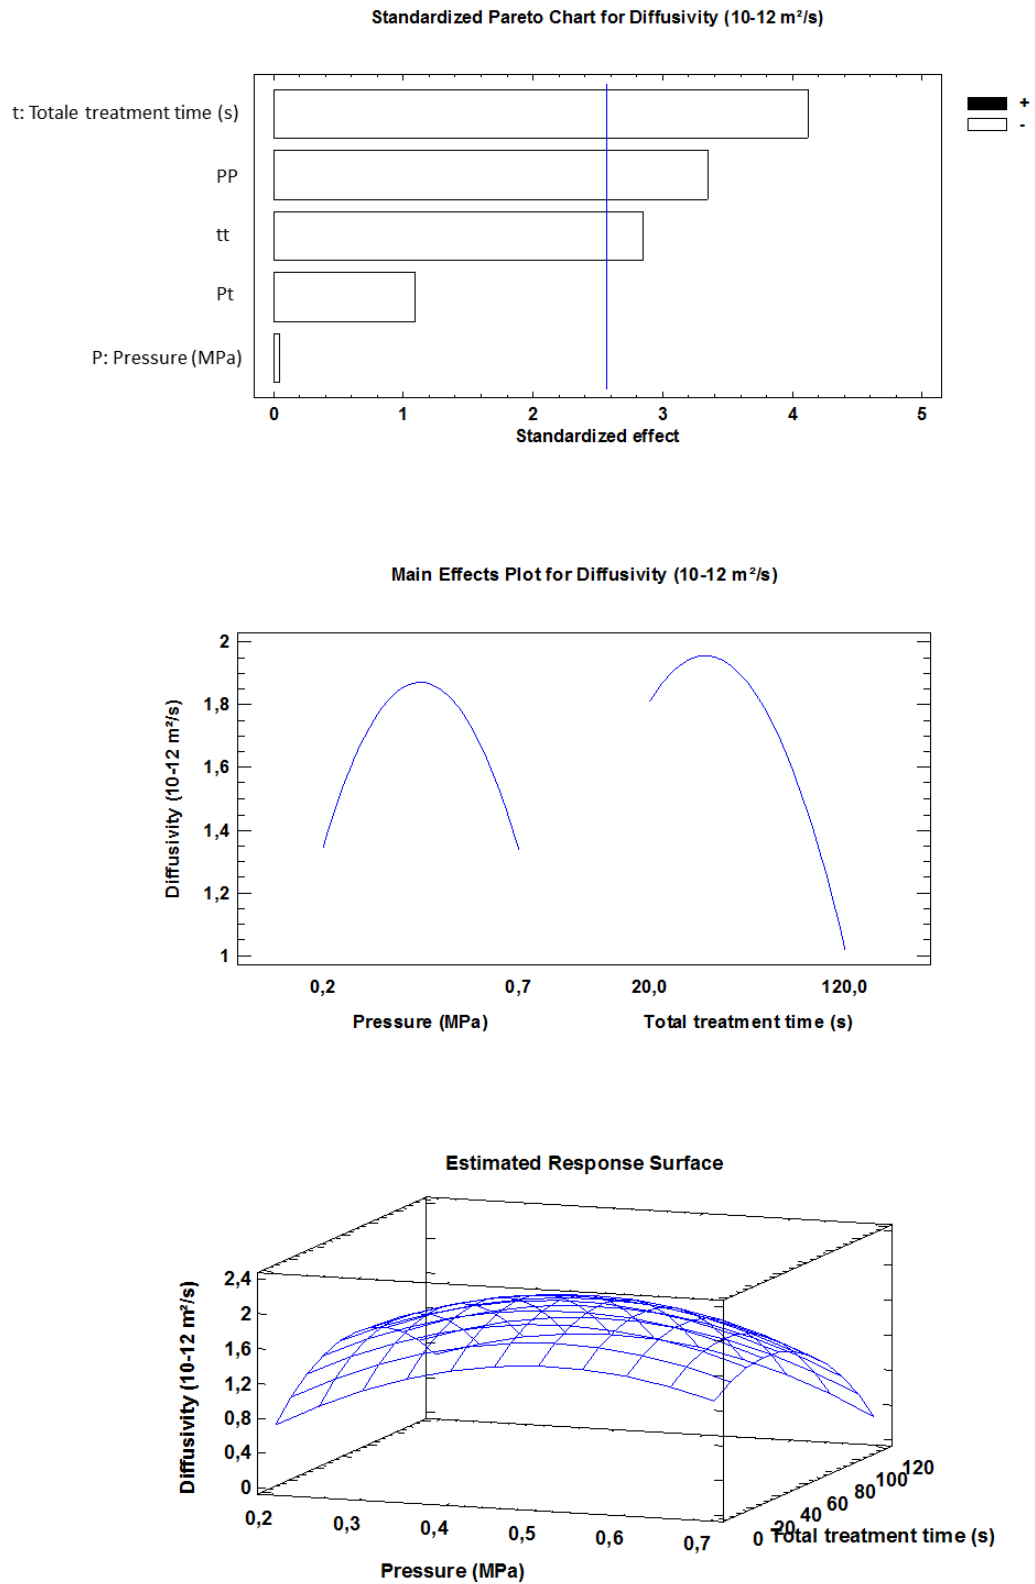 Standardized Pareto Chart for Diffusivity (10-12 m²/s)
t: Totale treatment time (s)
PP
tt
Pt
P: Pressure (MPa)
+
-
0 1 2 3 4 5
Standardized effect
Main Effects Plot for Diffusivity (10-12 m²/s)
Diffusivity (10-12 m²/s)
2
1,8
1,6
1,4
1,2
1
0,2 0,7 20,0 120,0
Pressure (MPa) Total treatment time (s)
Estimated Response Surface
Diffusivity (10-12 m²/s)
2,4
2
1,6
1,2
0,8
0,4
0
0,2 0,3 0,4 0,5 0,6 0,7
Pressure (MPa)
0 20 40 60 80 100 120
Total treatment time (s)